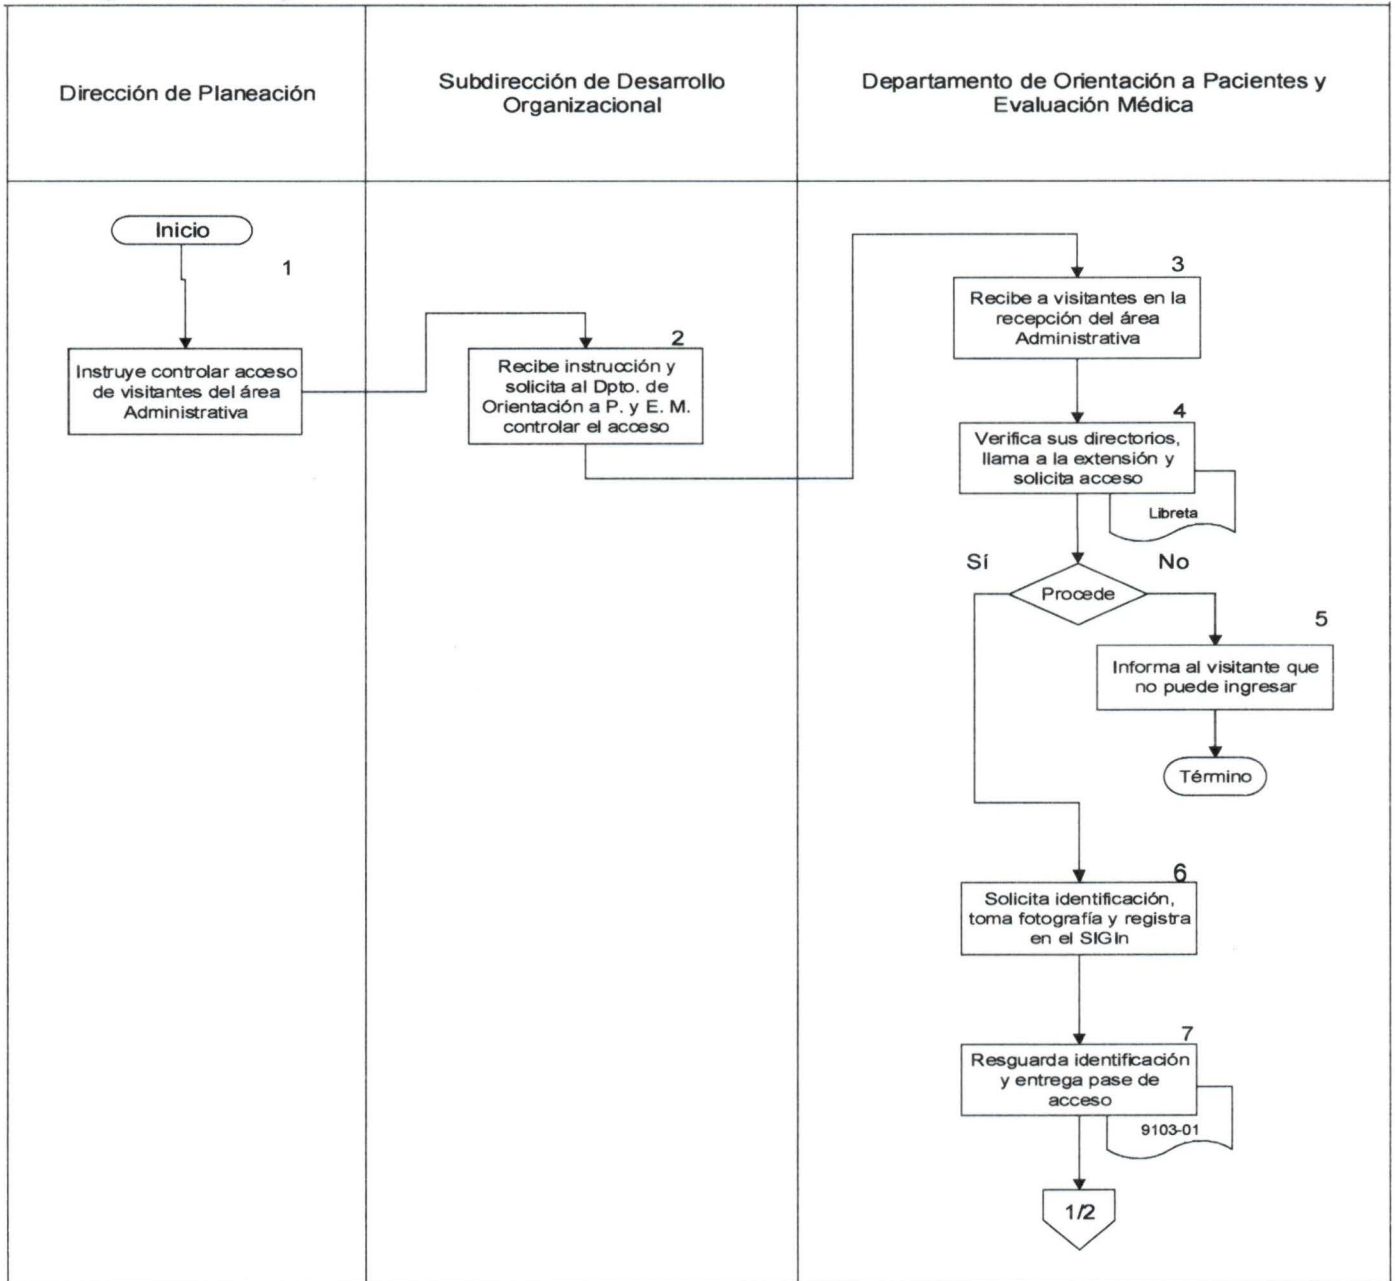 Dirección de Planeación
Subdirección de Desarrollo
Organizacional
Departamento de Orientación a Pacientes y
Evaluación Médica
Inicio
1
Instruye controlar acceso
de visitantes del área
Administrativa
2
Recibe instrucción y
solicita al Dpto. de
Orientación a P. y E. M.
controlar el acceso
3
Recibe a visitantes en la
recepción del área
Administrativa
4
Verifica sus directorios,
llama a la extensión y
solicita acceso
Libreta
Sí
No
Procede
5
Informa al visitante que
no puede ingresar
Término
6
Solicita identificación,
toma fotografía y registra
en el SIGIn
7
Resguarda identificación
y entrega pase de
acceso
9103-01
1/2